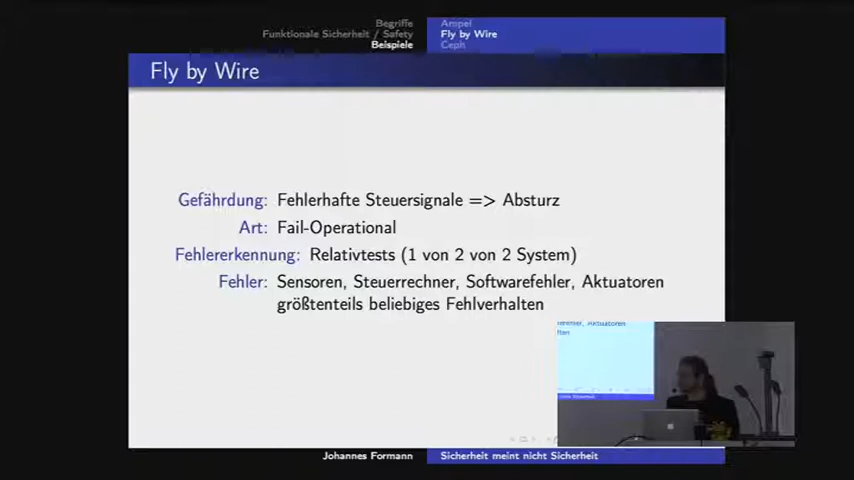 Begriffe
Funktionale Sicherheit / Safety
Beispiele
Ampel
Fly by Wire
Ceph
Fly by Wire
Gefährdung: Fehlerhafte Steuersignale => Absturz
Art: Fail-Operational
Fehlererkennung: Relativtests (1 von 2 von 2 System)
Fehler: Sensoren, Steuerrechner, Softwarefehler, Aktuatoren
größtenteils beliebiges Fehlverhalten
Aktuatoren
Johannes Formann
Sicherheit meint nicht Sicherheit